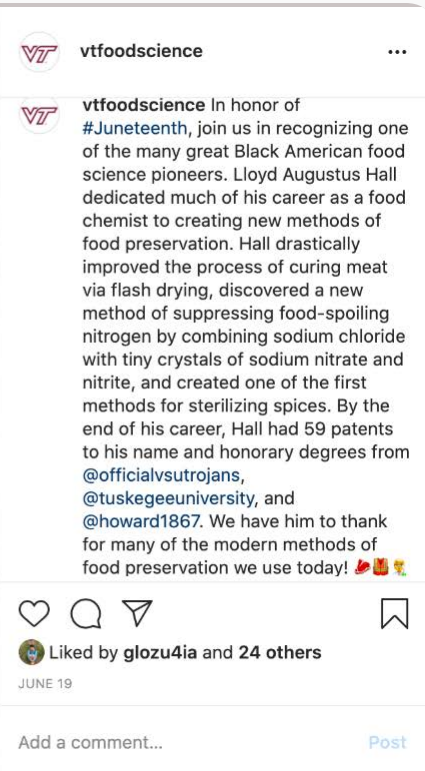 VT vtfoodscience ...
VT vtfoodscience In honor of
#Juneteenth, join us in recognizing one
of the many great Black American food
science pioneers. Lloyd Augustus Hall
dedicated much of his career as a food
chemist to creating new methods of
food preservation. Hall drastically
improved the process of curing meat
via flash drying, discovered a new
method of suppressing food-spoiling
nitrogen by combining sodium chloride
with tiny crystals of sodium nitrate and
nitrite, and created one of the first
methods for sterilizing spices. By the
end of his career, Hall had 59 patents
to his name and honorary degrees from
@officialvsutrojans,
@tuskegeeuniversity, and
@howard1867. We have him to thank
for many of the modern methods of
food preservation we use today!
Liked by glozu4ia and 24 others
JUNE 19
Add a comment... Post